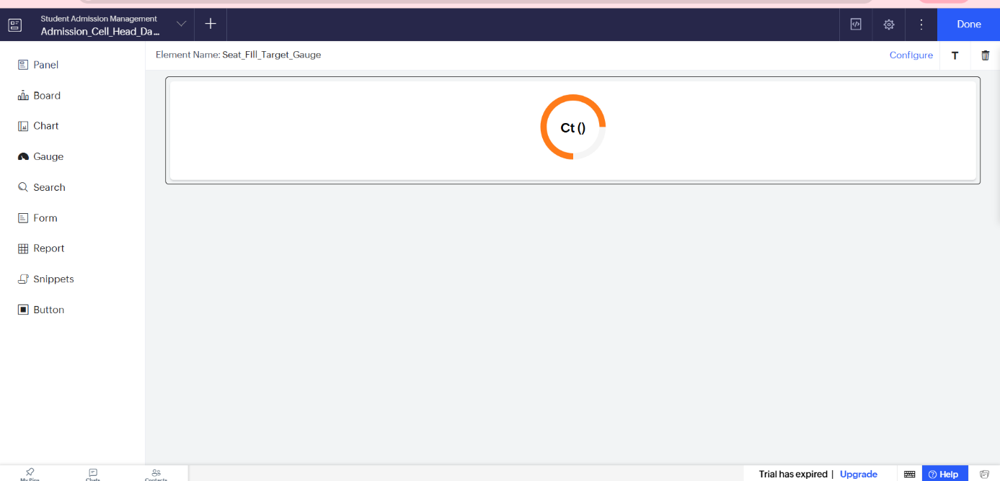 Student Admission Management
Admission_Cell_Head_Da...
Done
Element Name: Seat_Fill_Target_Gauge
Configure
T
Panel
Board
Chart
Gauge
Search
Form
Report
Snippets
Button
Ct ()
My Pins
Chats
Contacts
Trial has expired | Upgrade
Help